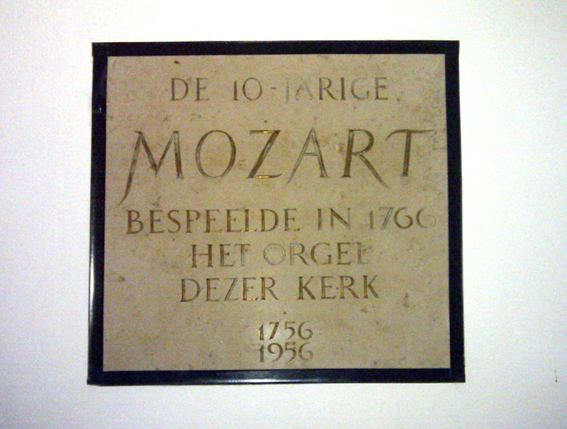 DE 10-JARIGE
MOZART
BESPEELDE IN 1766
HET ORGEL
DEZER KERK
1756
1956